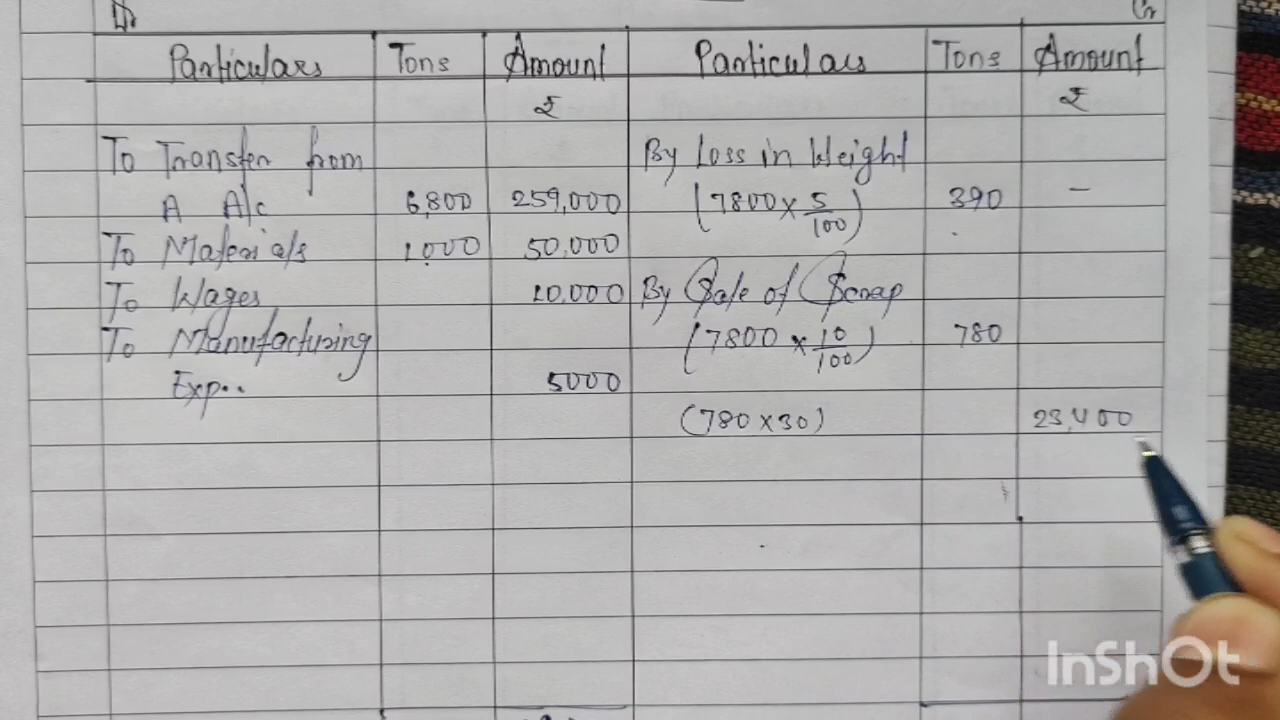 Dr
Cr
Particulars Tons Amount ₹ Particulars Tons Amount ₹
To Transfer from
A A/c 6,800 259,000
To Materials 1,000 50,000
To Wages 10,000
To Manufacturing
Exp.. 5000
By Loss in Weight
(7800 × 5/100) 390 —
By Sale of Scrap
(7800 × 10/100) 780
(780 × 30) 23,400
InShOt